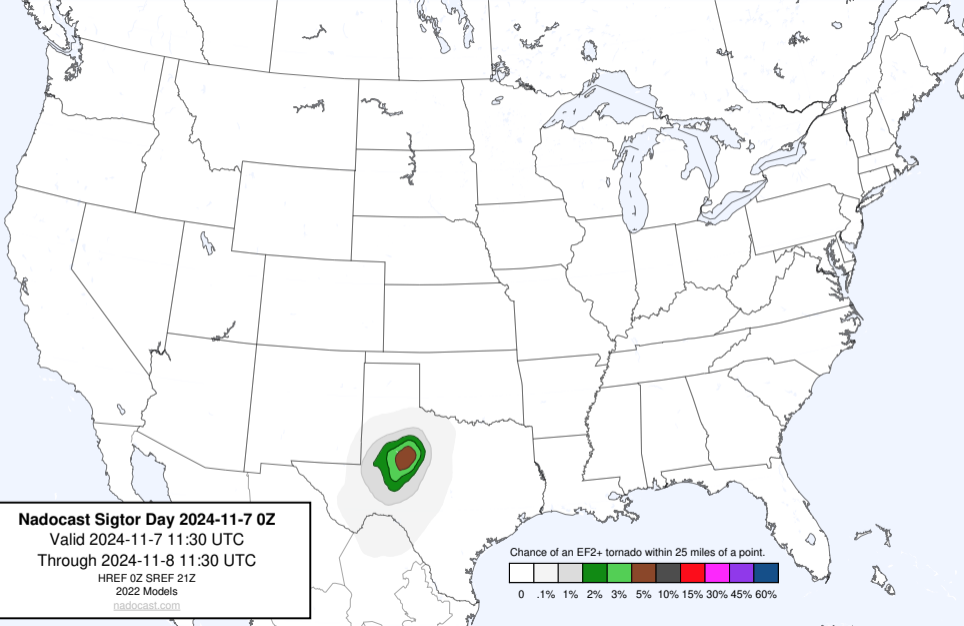 Nadocast Sigtor Day 2024-11-7 0Z
Valid 2024-11-7 11:30 UTC
Through 2024-11-8 11:30 UTC
HREF 0Z SREF 21Z
2022 Models
nadocast.com
Chance of an EF2+ tornado within 25 miles of a point.
0 .1% 1% 2% 3% 5% 10% 15% 30% 45% 60%